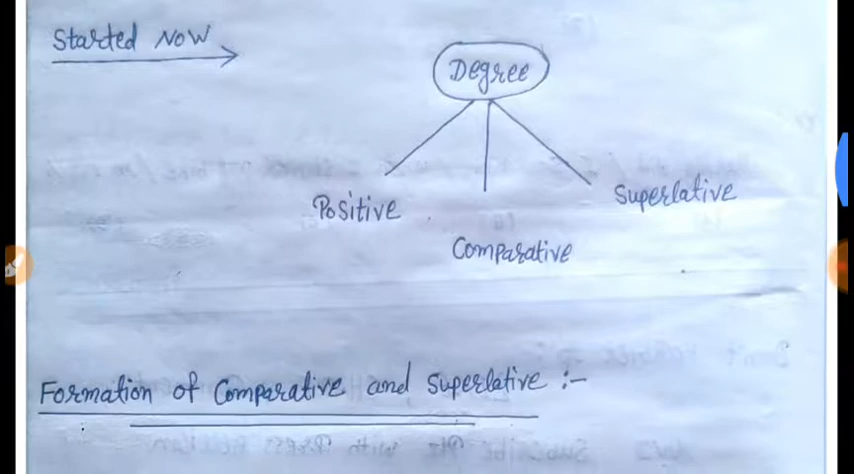 Started NOW
Degree
Positive
Superlative
Comparative
Formation of Comparative and Superlative :-